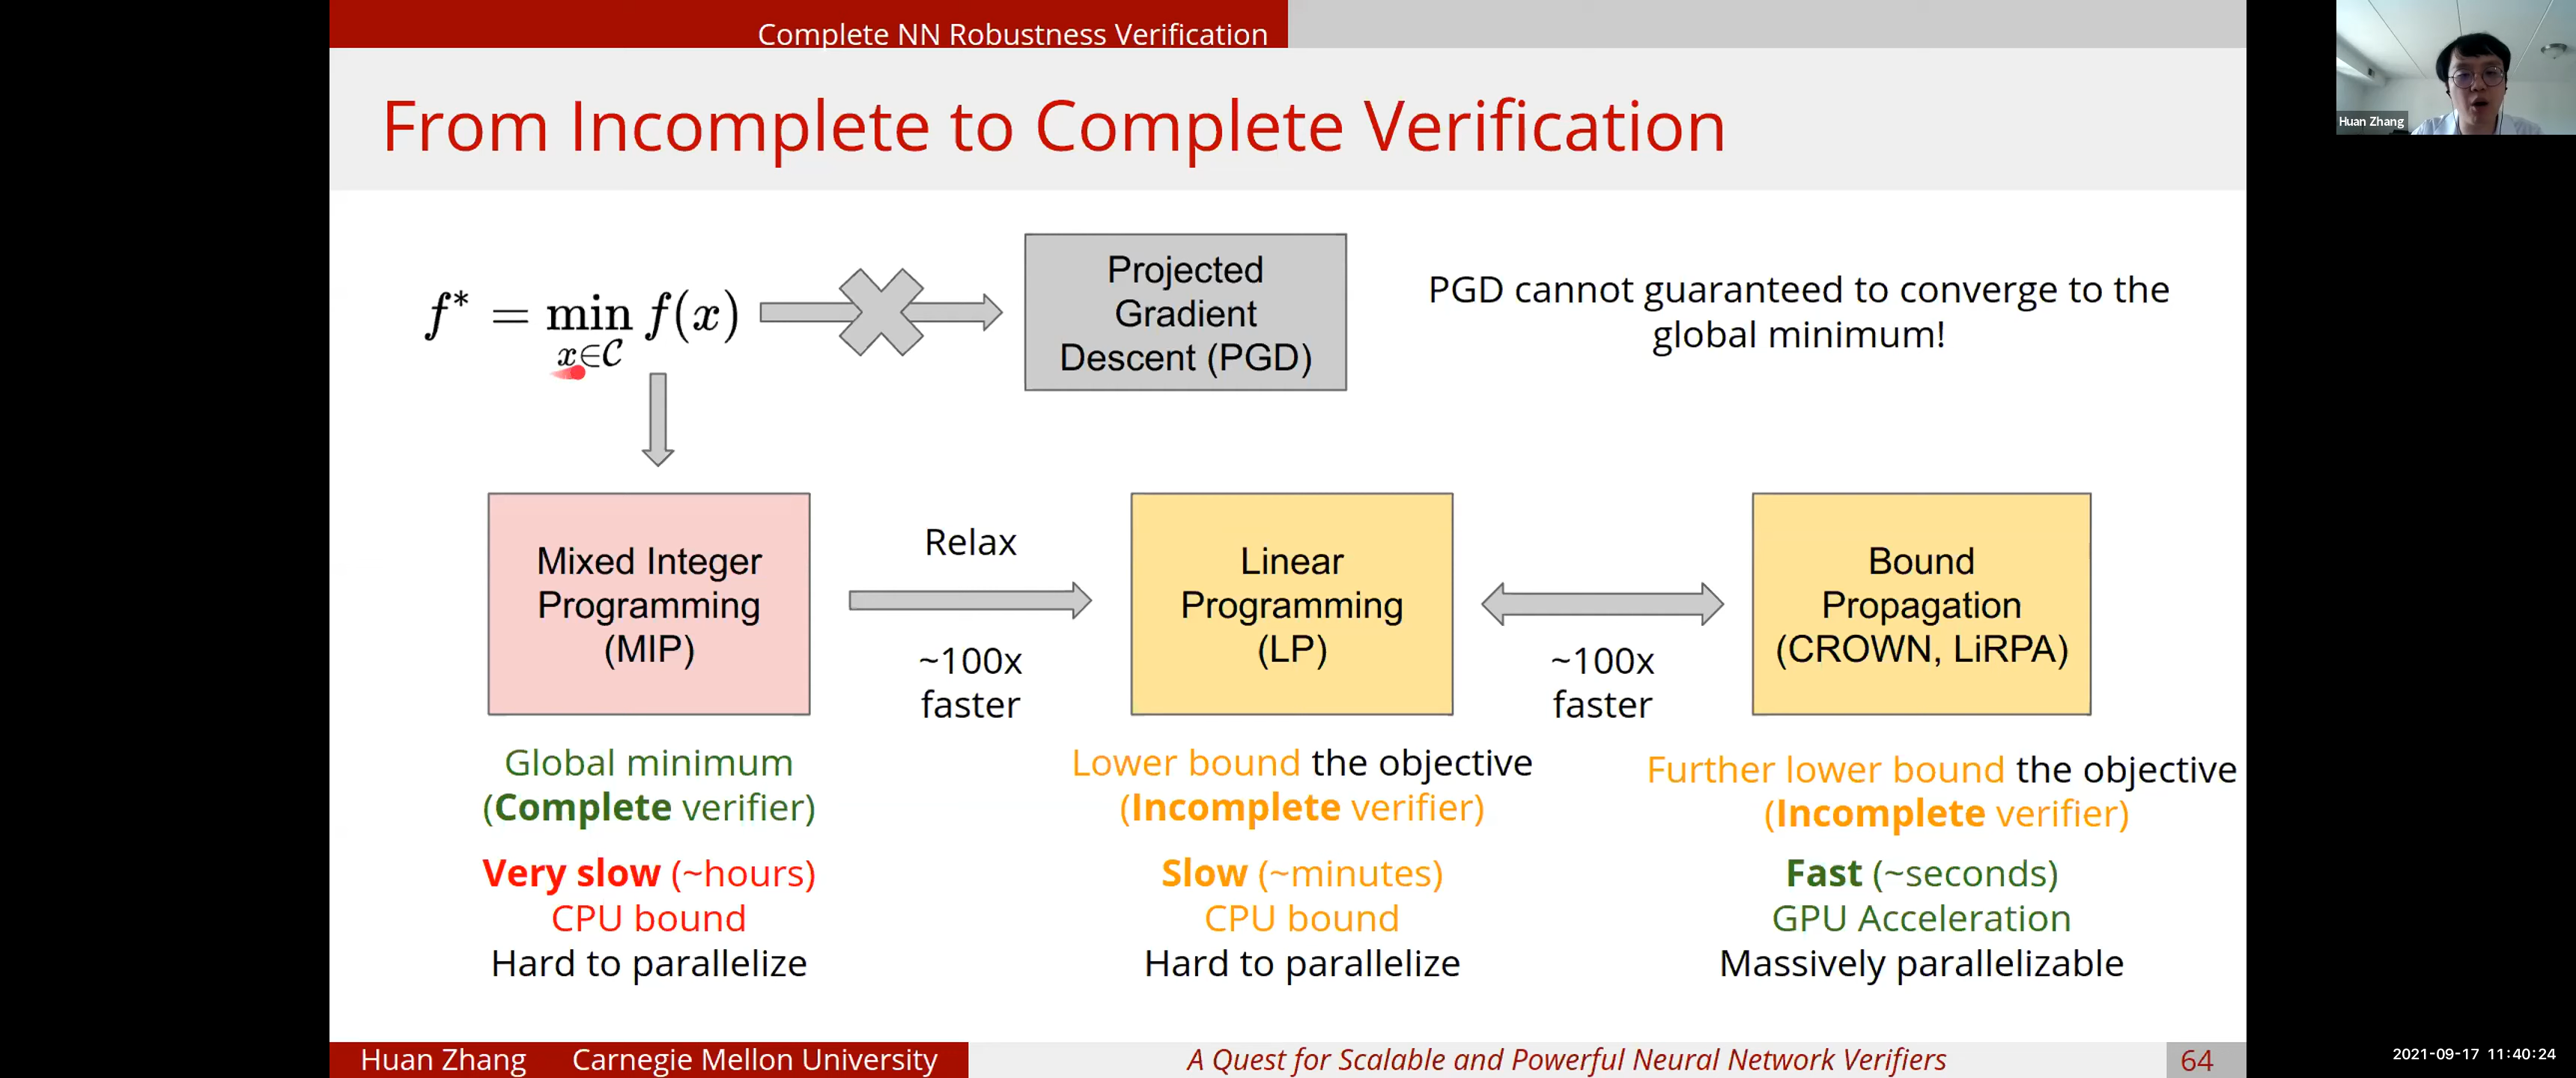 Complete NN Robustness Verification
From Incomplete to Complete Verification
f* = min f(x)
x∈C
Projected
Gradient
Descent (PGD)
PGD cannot guaranteed to converge to the
global minimum!
Mixed Integer
Programming
(MIP)
Relax
~100x
faster
Linear
Programming
(LP)
~100x
faster
Bound
Propagation
(CROWN, LiRPA)
Global minimum
(Complete verifier)
Very slow (~hours)
CPU bound
Hard to parallelize
Lower bound the objective
(Incomplete verifier)
Slow (~minutes)
CPU bound
Hard to parallelize
Further lower bound the objective
(Incomplete verifier)
Fast (~seconds)
GPU Acceleration
Massively parallelizable
Huan Zhang Carnegie Mellon University
A Quest for Scalable and Powerful Neural Network Verifiers
64
Huan Zhang
2021-09-17 11:40:24